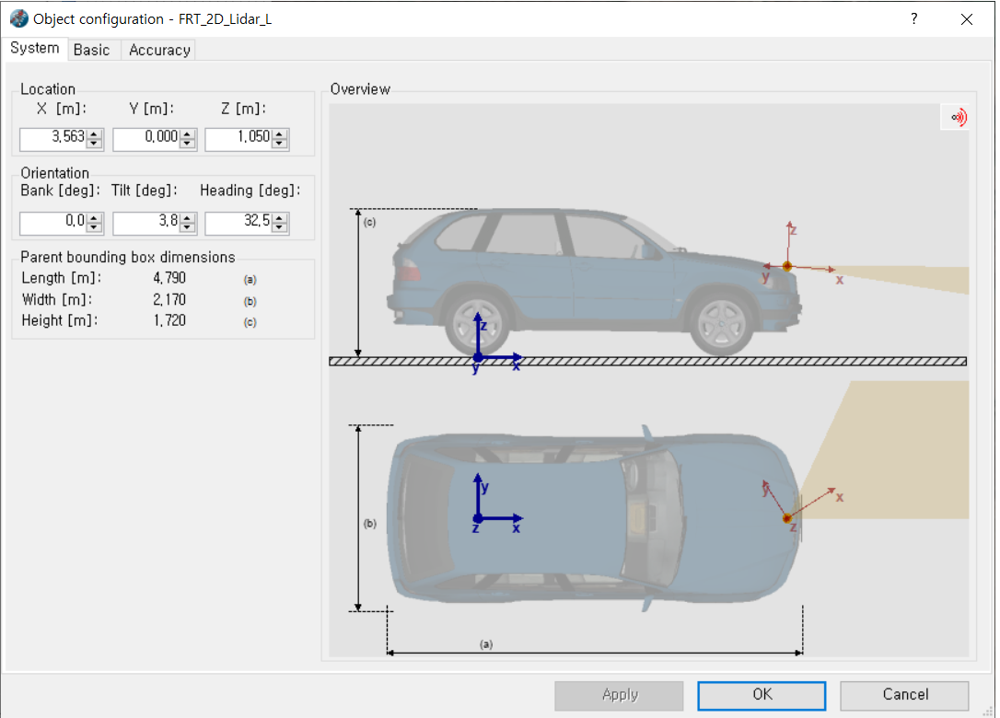 Object configuration - FRT_2D_Lidar_L
?
System Basic Accuracy
Location
X [m]: Y [m]: Z [m]:
3,563 0,000 1,050
Orientation
Bank [deg]: Tilt [deg]: Heading [deg]:
0,0 3,8 32,5
Parent bounding box dimensions
Length [m]: 4,790 (a)
Width [m]: 2,170 (b)
Height [m]: 1,720 (c)
Overview
(c)
z
y
x
z
y
x
(b)
y
z
x
y
x
z
(a)
Apply OK Cancel